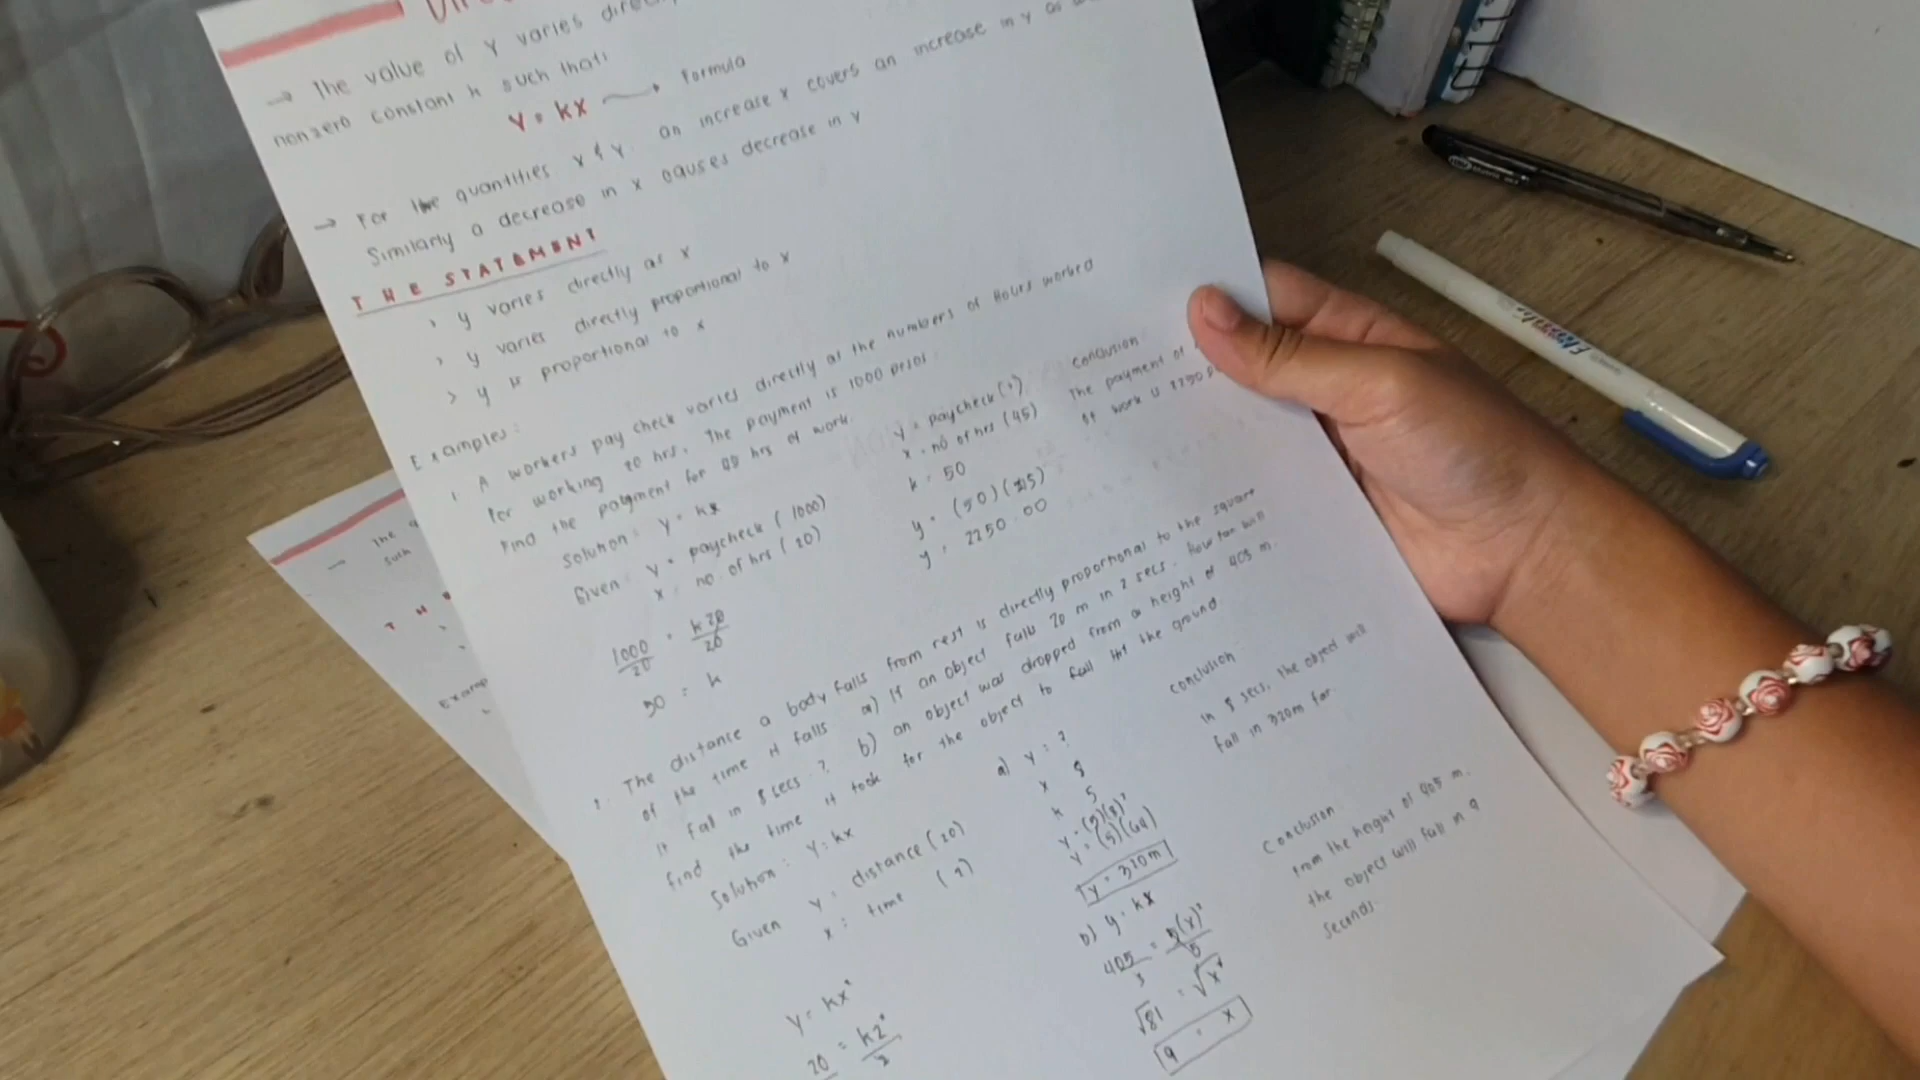 → The value of y varies
nonzero constant k such that:
Y = kx → Formula
→ For the quantities x & y. an increase x covers an increase in y as
Similarly a decrease in x causes decrease in y
THE STATEMENT
> y varies directly as x
> y varies directly proportional to x
> y is proportional to x
Examples:
1. A workers pay check varies directly as the numbers of hours worked
For working 20 hrs, The payment is 1000 pesos.
Find the payment for 45 hrs of work.
Solution: y = kx
Given: y = paycheck (1000)
x = no. of hrs (20)
1000/20 = k20/20
50 = k
y = paycheck (?)
x = no of hrs (45)
k = 50
y = (50)(45)
y = 2250.00
Conclusion
The payment of
of work is 2250
2. The distance a body falls from rest is directly proportional to the square
of the time it falls a) If an object falls 20 m in 2 secs. How far will
it fall in 8 secs? b) an object was dropped from a height of 405 m.
find the time it took for the object to fall hit the ground.
Solution: y = kx
Given y = distance (20)
x = time (2)
y = kx²
20 = k2²
a) y = ?
x 8
k 5
y = (5)(8)²
y = (5)(64)
y = 320m
b) y = kx
405 = 5(x)²
√81 = √x²
9 = x
Conclusion
In 8 secs, the object will
fall in 320m far.
Conclusion
From the height of 405 m.
the object will fall in 9
seconds.
→ The
such
Examp